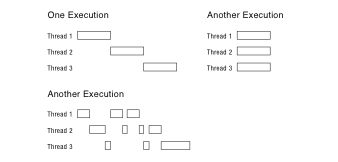 One Execution
Thread 1
Thread 2
Thread 3
Another Execution
Thread 1
Thread 2
Thread 3
Another Execution
Thread 1
Thread 2
Thread 3